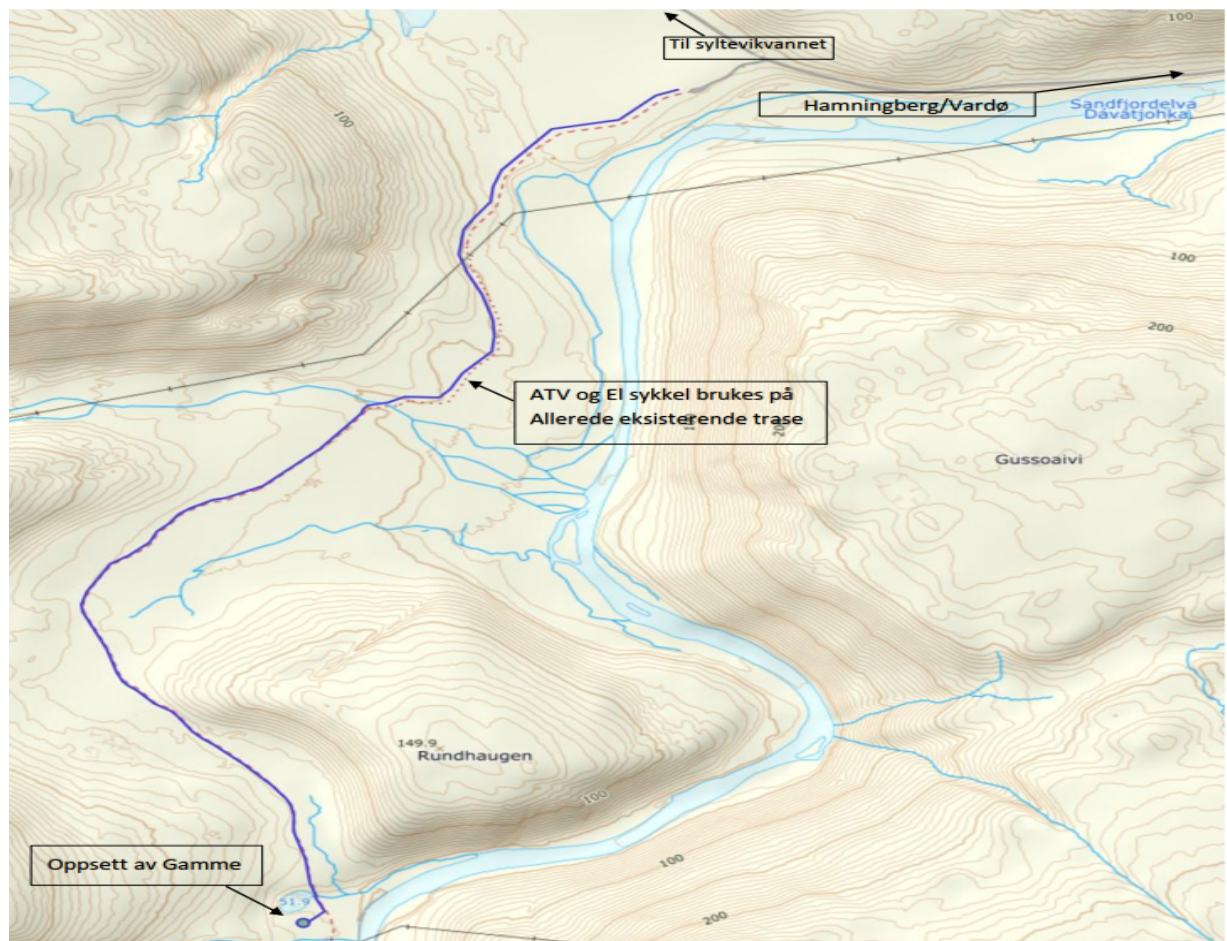 100
Til syltevikvannet
Hamningberg/Vardø
Sandfjordelva
Dávátjohka
100
100
200
ATV og El sykkel brukes på
Allerede eksisterende trase
Gussoaivi
149.9
Rundhaugen
100
Oppsett av Gamme
100
51.9
200